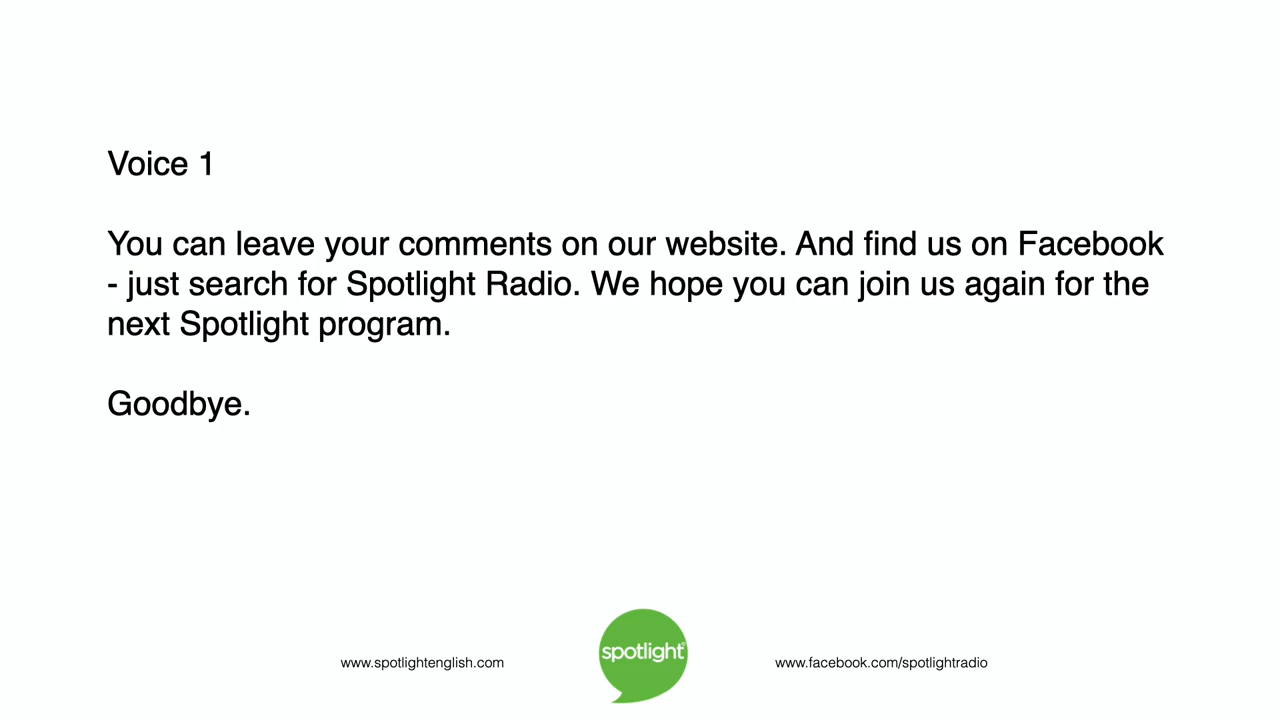 Voice 1
You can leave your comments on our website. And find us on Facebook
- just search for Spotlight Radio. We hope you can join us again for the
next Spotlight program.
Goodbye.
www.spotlightenglish.com
spotlight®
www.facebook.com/spotlightradio